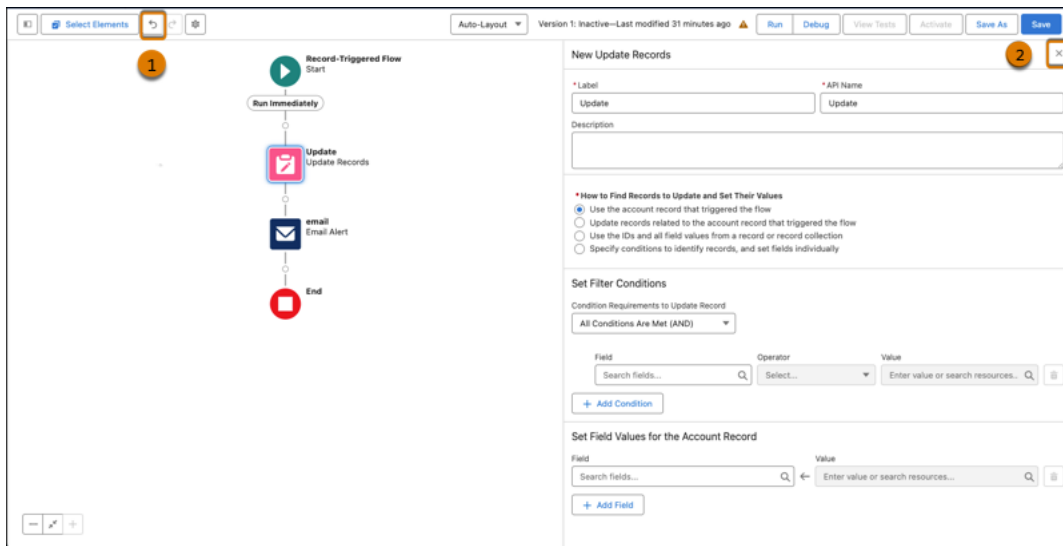 Select Elements
Auto-Layout
Version 1: Inactive—Last modified 31 minutes ago
Run
Debug
View Tests
Activate
Save As
Save
1
2
Record-Triggered Flow
Start
Run Immediately
Update
Update Records
email
Email Alert
End
New Update Records
* Label
* API Name
Update
Update
Description
* How to Find Records to Update and Set Their Values
Use the account record that triggered the flow
Update records related to the account record that triggered the flow
Use the IDs and all field values from a record or record collection
Specify conditions to identify records, and set fields individually
Set Filter Conditions
Condition Requirements to Update Record
All Conditions Are Met (AND)
Field
Operator
Value
Search fields...
Select...
Enter value or search resources..
+ Add Condition
Set Field Values for the Account Record
Field
Value
Search fields...
Enter value or search resources...
+ Add Field